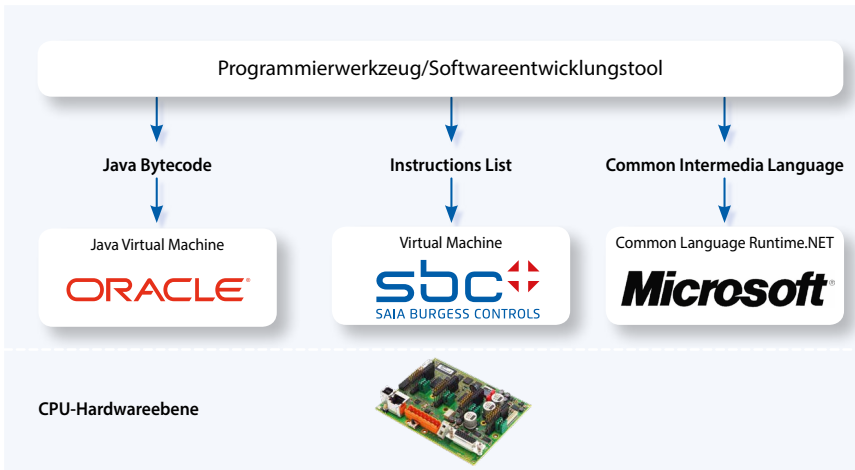 Programmierwerkzeug/Softwareentwicklungstool
Java Bytecode
Instructions List
Common Intermedia Language
Java Virtual Machine
ORACLE®
Virtual Machine
sbc
SAIA BURGESS CONTROLS
Common Language Runtime.NET
Microsoft®
CPU-Hardwareebene